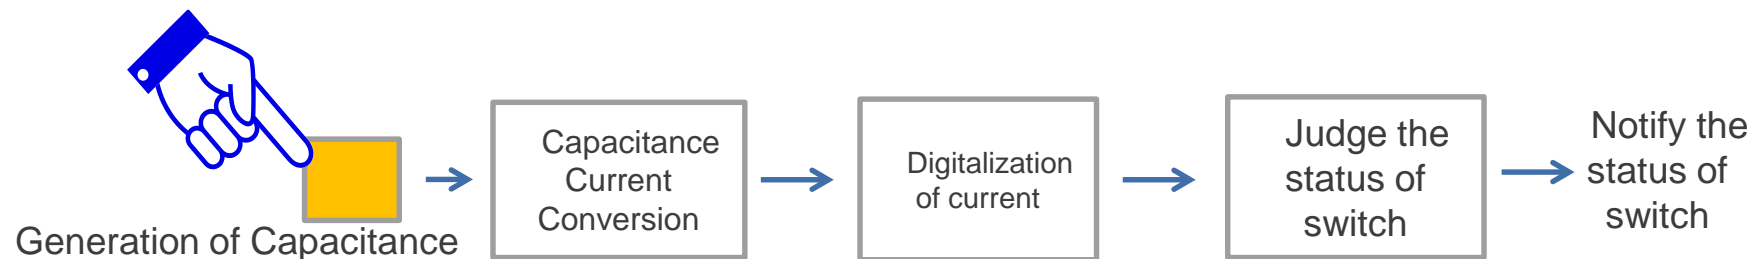 Generation of Capacitance
Capacitance
Current
Conversion
Digitalization
of current
Judge the
status of
switch
Notify the
status of
switch